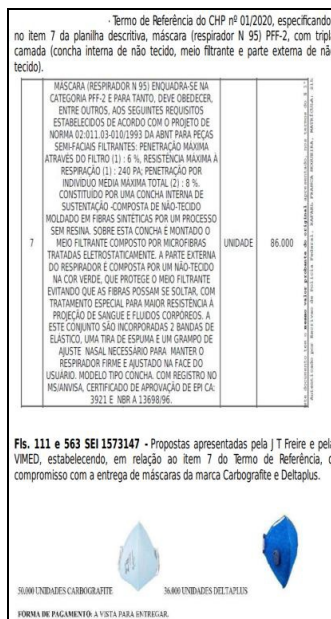 · Termo de Referência do CHP nº 01/2020, especificando,
no item 7 da planilha descritiva, máscara (respirador N 95) PFF-2, com tripla
camada (concha interna de não tecido, meio filtrante e parte externa de não
tecido).
MÁSCARA (RESPIRADOR N 95) ENQUADRA-SE NA
CATEGORIA PFF-2 E PARA TANTO, DEVE OBEDECER,
ENTRE OUTROS, AOS SEGUINTES REQUISITOS
ESTABELECIDOS DE ACORDO COM O PROJETO DE
NORMA 02:011.03-010/1993 DA ABNT PARA PEÇAS
SEMI-FACIAIS FILTRANTES: PENETRAÇÃO MÁXIMA
ATRAVÉS DO FILTRO (1) : 6 %, RESISTÊNCIA MÁXIMA À
RESPIRAÇÃO (1) : 240 PA; PENETRAÇÃO POR
INDIVÍDUO MEDIA MÁXIMA TOTAL (2) : 8 %.
CONSTITUÍDO POR UMA CONCHA INTERNA DE
SUSTENTAÇÃO -COMPOSTA DE NÃO-TECIDO
MOLDADO EM FIBRAS SINTÉTICAS POR UM PROCESSO
SEM RESINA. SOBRE ESTA CONCHA É MONTADO O
7 MEIO FILTRANTE COMPOSTO POR MICROFIBRAS UNIDADE 86.000
TRATADAS ELETROSTATICAMENTE. A PARTE EXTERNA
DO RESPIRADOR É COMPOSTA POR UM NÃO-TECIDO
NA COR VERDE, QUE PROTEGE O MEIO FILTRANTE
EVITANDO QUE AS FIBRAS POSSAM SE SOLTAR, COM
TRATAMENTO ESPECIAL PARA MAIOR RESISTÊNCIA À
PROJEÇÃO DE SANGUE E FLUIDOS CORPÓREOS. A
ESTE CONJUNTO SÃO INCORPORADAS 2 BANDAS DE
ELÁSTICO, UMA TIRA DE ESPUMA E UM GRAMPO DE
AJUSTE NASAL NECESSÁRIO PARA MANTER O
RESPIRADOR FIRME E AJUSTADO NA FACE DO
USUÁRIO. MODELO TIPO CONCHA. COM REGISTRO NO
MS/ANVISA, CERTIFICADO DE APROVAÇÃO DE EPI CA:
3921 E NBR A 13698/96.
Fls. 111 e 563 SEI 1573147 - Propostas apresentadas pela J T Freire e pela
VIMED, estabelecendo, em relação ao item 7 do Termo de Referência, o
compromisso com a entrega de máscaras da marca Carbografite e Deltaplus.
50.000 UNIDADES CARBOGRAFITE 36.000 UNIDADES DELTAPLUS
FORMA DE PAGAMENTO: A VISTA PARA ENTREGAR.